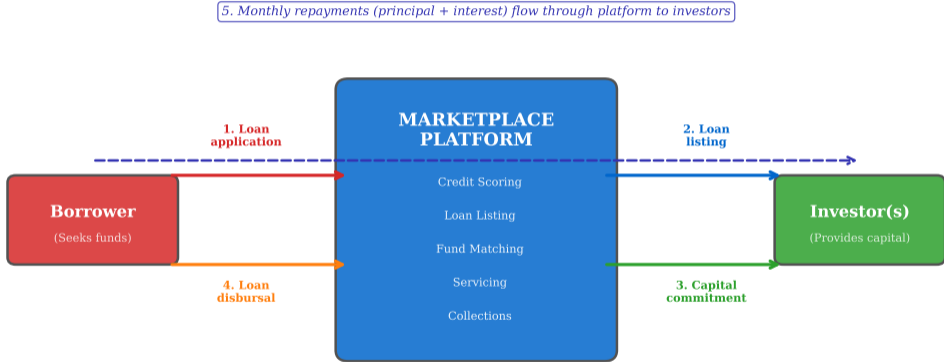 5. Monthly repayments (principal + interest) flow through platform to investors
MARKETPLACE
PLATFORM
1. Loan
application
2. Loan
listing
Credit Scoring
Loan Listing
Fund Matching
Servicing
Collections
Borrower
(Seeks funds)
Investor(s)
(Provides capital)
4. Loan
disbursal
3. Capital
commitment